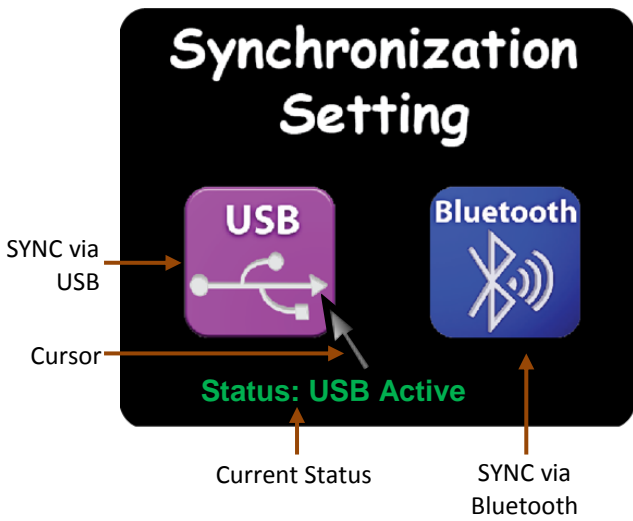 Synchronization
Setting
USB
Bluetooth
SYNC via
USB
Cursor
Status: USB Active
Current Status
SYNC via
Bluetooth